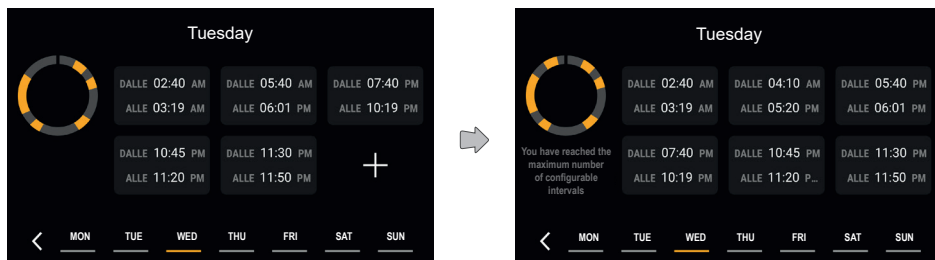 Tuesday
DALLE 02:40 AM DALLE 05:40 AM DALLE 07:40 PM
ALLE 03:19 AM ALLE 06:01 PM ALLE 10:19 PM
DALLE 10:45 PM DALLE 11:30 PM
ALLE 11:20 PM ALLE 11:50 PM
MON TUE WED THU FRI SAT SUN
Tuesday
DALLE 02:40 AM DALLE 04:10 AM DALLE 05:40 PM
ALLE 03:19 AM ALLE 05:20 PM ALLE 06:01 PM
You have reached the
maximum number
of configurable
intervals
DALLE 07:40 PM DALLE 10:45 PM DALLE 11:30 PM
ALLE 10:19 PM ALLE 11:20 P... ALLE 11:50 PM
MON TUE WED THU FRI SAT SUN